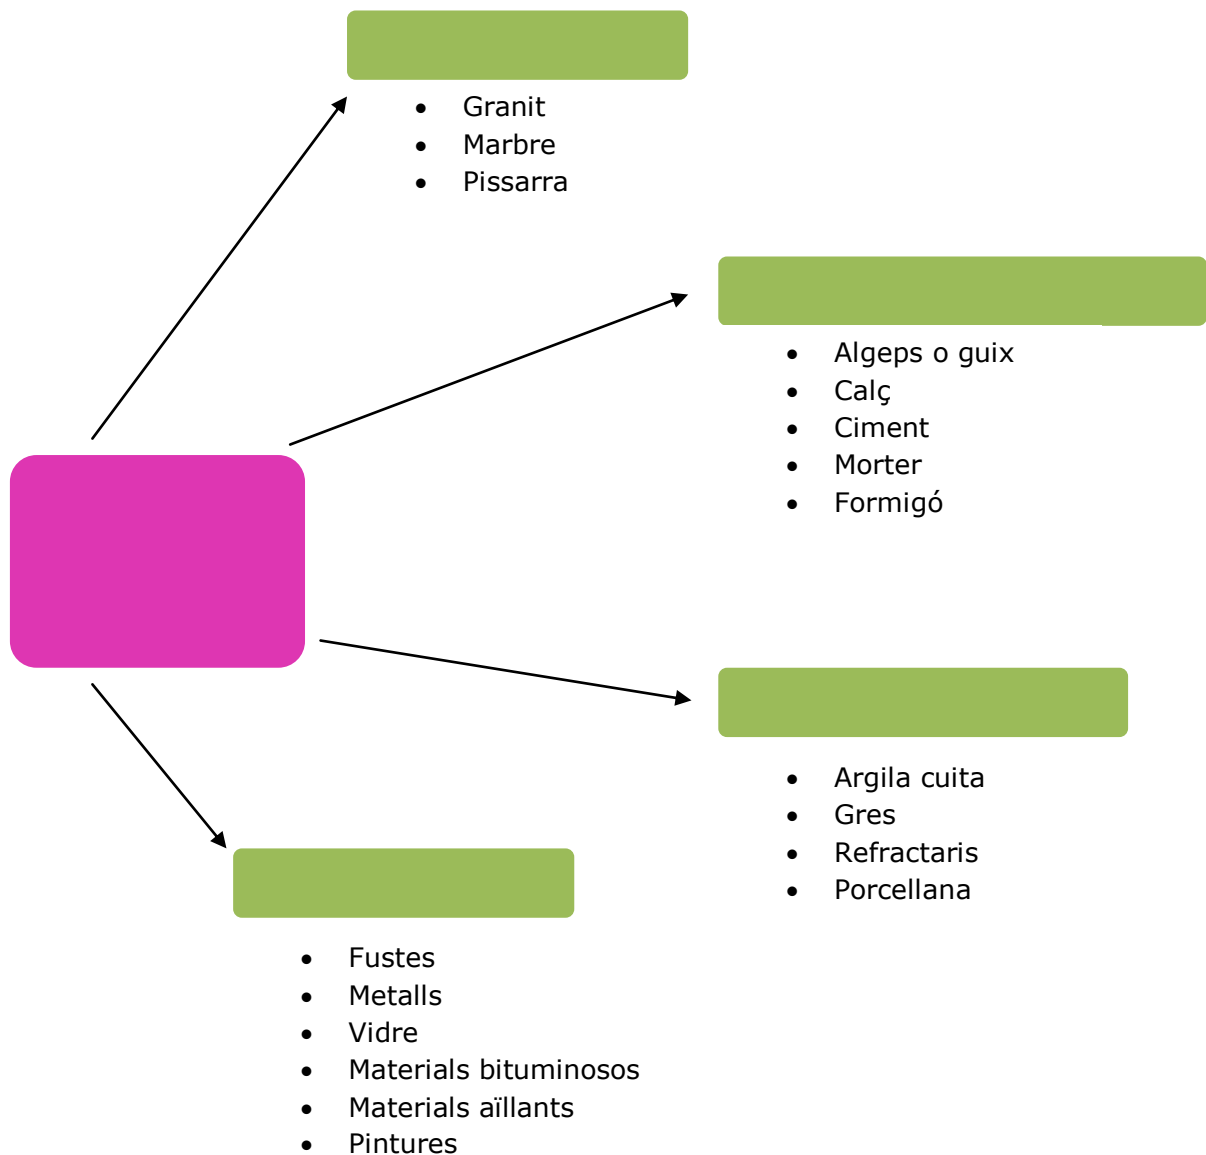 • Granit
• Marbre
• Pissarra
• Algeps o guix
• Calç
• Ciment
• Morter
• Formigó
• Argila cuita
• Gres
• Refractaris
• Porcellana
• Fustes
• Metalls
• Vidre
• Materials bituminosos
• Materials aïllants
• Pintures